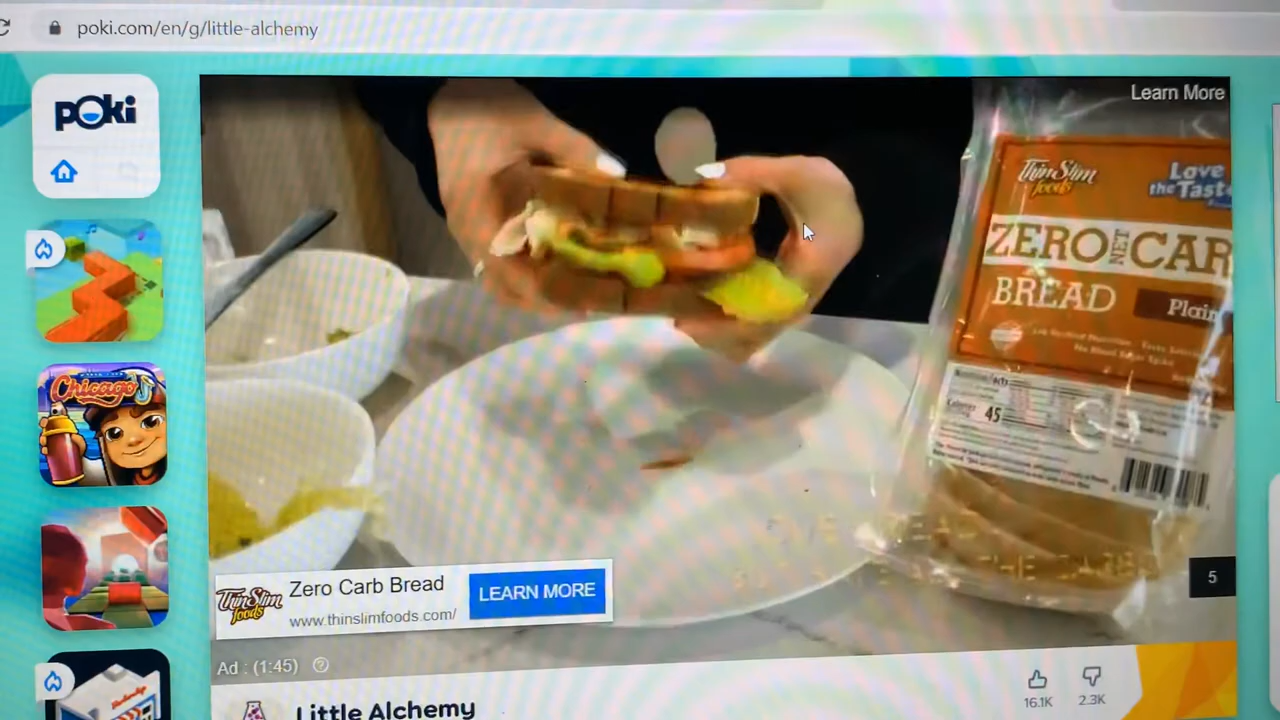 poki.com/en/g/little-alchemy
poki
Learn More
Chicago
ThinSlim
foods
Love
the Tast
ZERO NET CAR
BREAD
Plain
45
ThinSlim
foods
Zero Carb Bread
www.thinslimfoods.com/
LEARN MORE
5
Ad : (1:45)
Little Alchemy
16.1K
2.3K